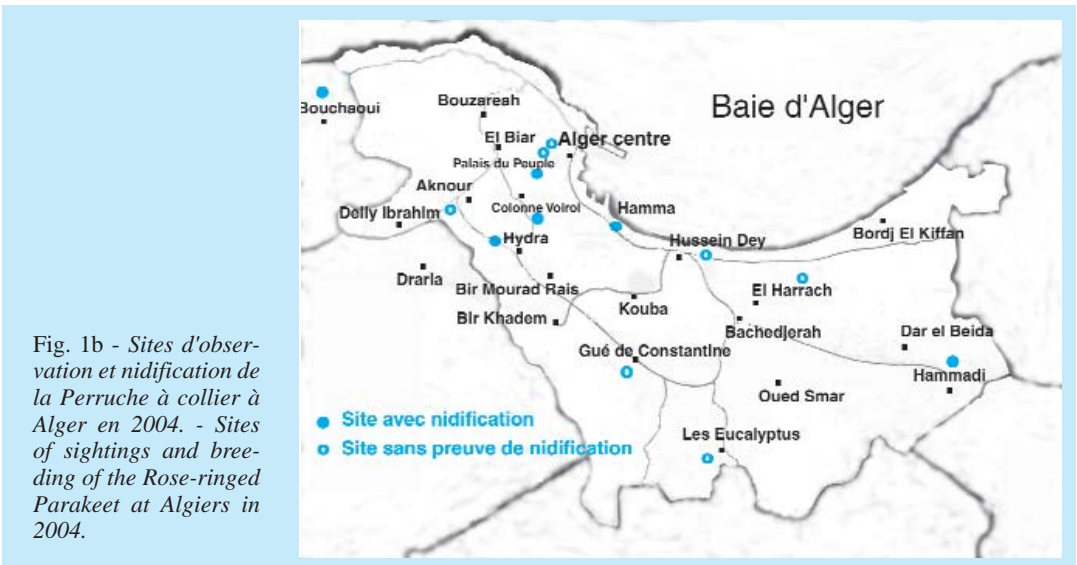 Bouchaoui
Bouzareah
Baie d'Alger
El Biar
Alger centre
Palais du Peuple
Aknour
Delly Ibrahim
Colonne Voirol
Hamma
Hydra
Hussein Dey
Bordj El Kiffan
Draria
Bir Mourad Rais
El Harrach
Kouba
Bir Khadem
Bachedjerah
Dar el Beida
Gué de Constantine
Hammadi
Oued Smar
Les Eucalyptus
Site avec nidification
Site sans preuve de nidification
Fig. 1b - Sites d'obser-
vation et nidification de
la Perruche à collier à
Alger en 2004. - Sites
of sightings and bree-
ding of the Rose-ringed
Parakeet at Algiers in
2004.